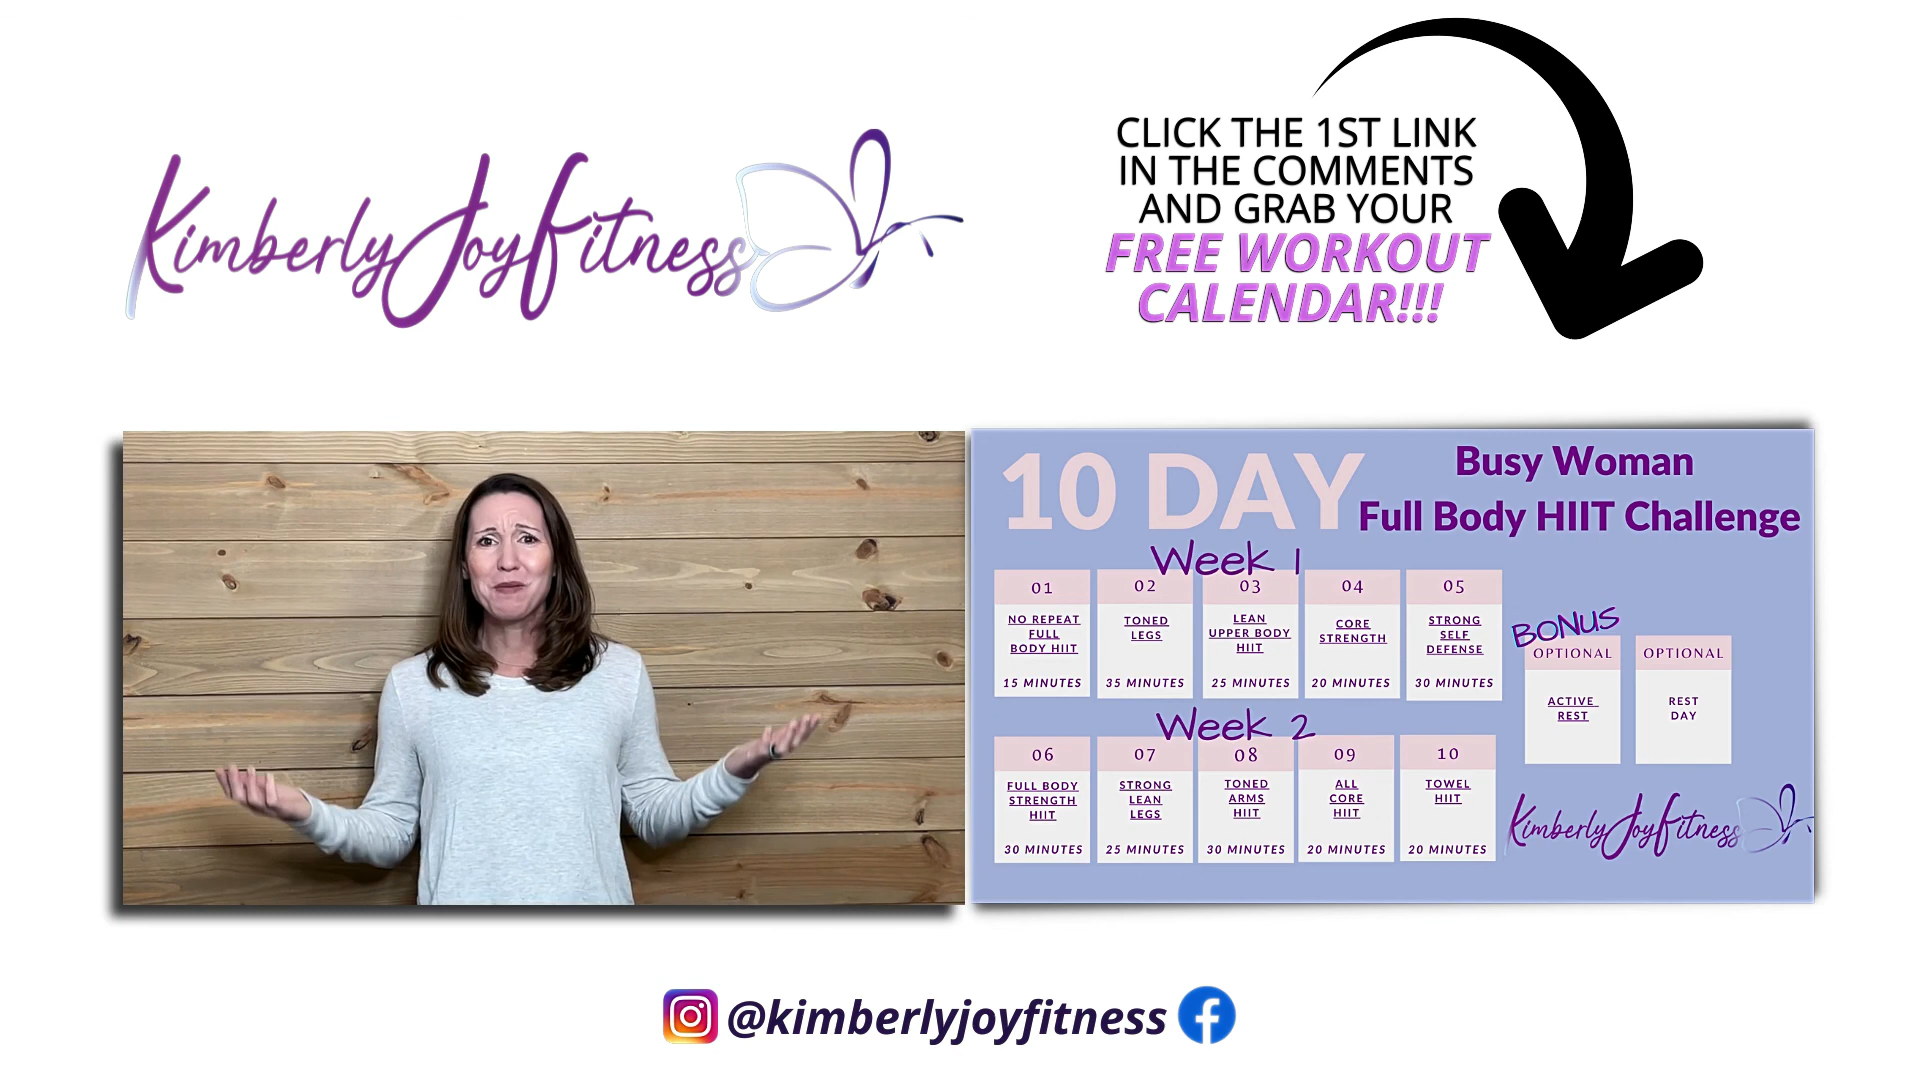 KimberlyJoyFitness
CLICK THE 1ST LINK
IN THE COMMENTS
AND GRAB YOUR
FREE WORKOUT
CALENDAR!!!
10 DAY
Busy Woman
Full Body HIIT Challenge
Week 1
01
NO REPEAT
FULL
BODY HIIT
15 MINUTES
02
TONED
LEGS
35 MINUTES
03
LEAN
UPPER BODY
HIIT
25 MINUTES
04
CORE
STRENGTH
20 MINUTES
05
STRONG
SELF
DEFENSE
30 MINUTES
BONUS
OPTIONAL
ACTIVE
REST
OPTIONAL
REST
DAY
Week 2
06
FULL BODY
STRENGTH
HIIT
30 MINUTES
07
STRONG
LEAN
LEGS
25 MINUTES
08
TONED
ARMS
HIIT
30 MINUTES
09
ALL
CORE
HIIT
20 MINUTES
10
TOWEL
HIIT
20 MINUTES
KimberlyJoyFitness
@kimberlyjoyfitness